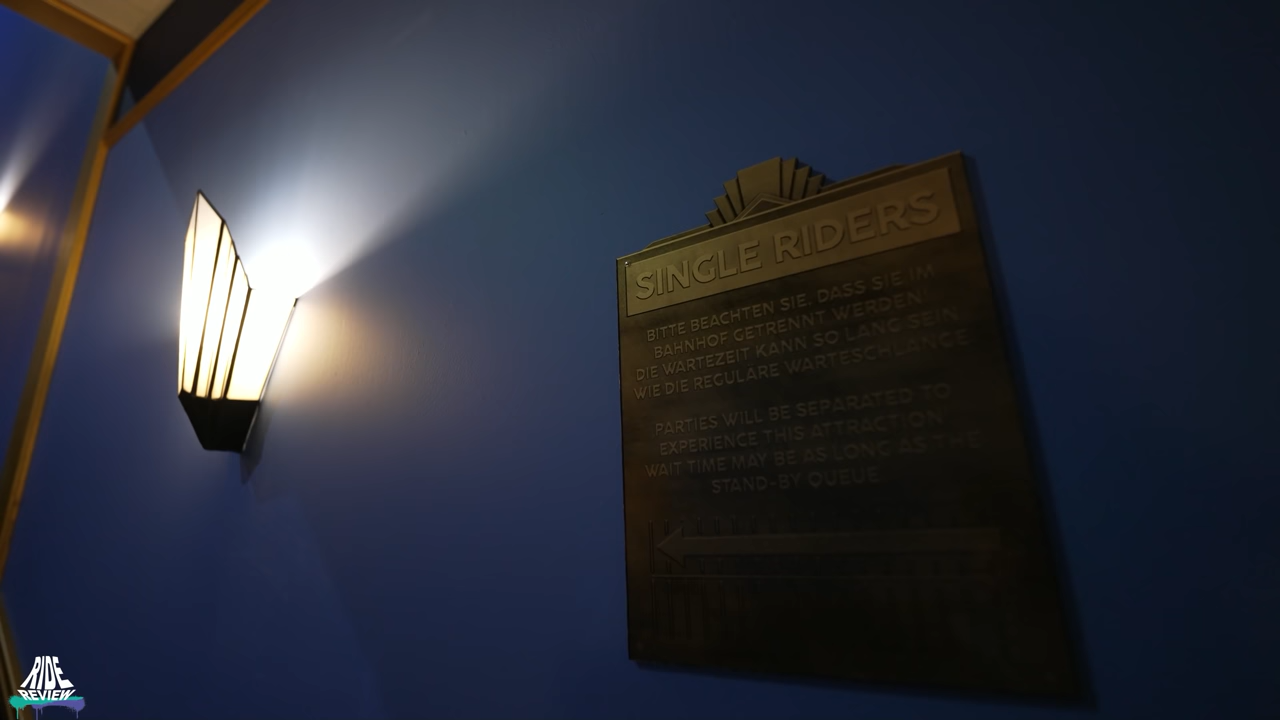 SINGLE RIDERS
BITTE BEACHTEN SIE, DASS SIE IM
BAHNHOF GETRENNT WERDEN!
DIE WARTEZEIT KANN SO LANG SEIN
WIE DIE REGULÄRE WARTESCHLANGE
PARTIES WILL BE SEPARATED TO
EXPERIENCE THIS ATTRACTION
WAIT TIME MAY BE AS LONG AS THE
STAND-BY QUEUE
RIDE
REVIEW